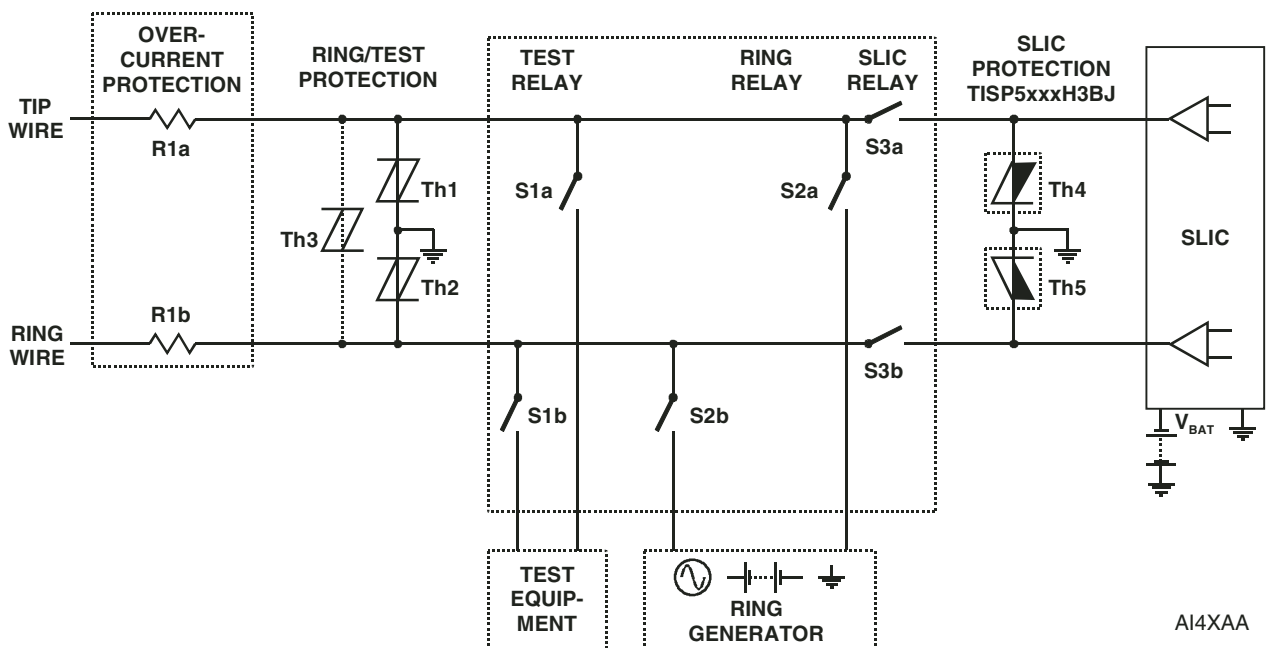 OVER-
CURRENT
PROTECTION
RING/TEST
PROTECTION
TEST
RELAY
RING
RELAY
SLIC
RELAY
SLIC
PROTECTION
TISP5xxxH3BJ
TIP
WIRE
R1a
S3a
Th1
S1a
S2a
Th4
Th3
SLIC
Th2
Th5
R1b
RING
WIRE
S3b
S1b
S2b
VBAT
TEST
EQUIP-
MENT
RING
GENERATOR
AI4XAA